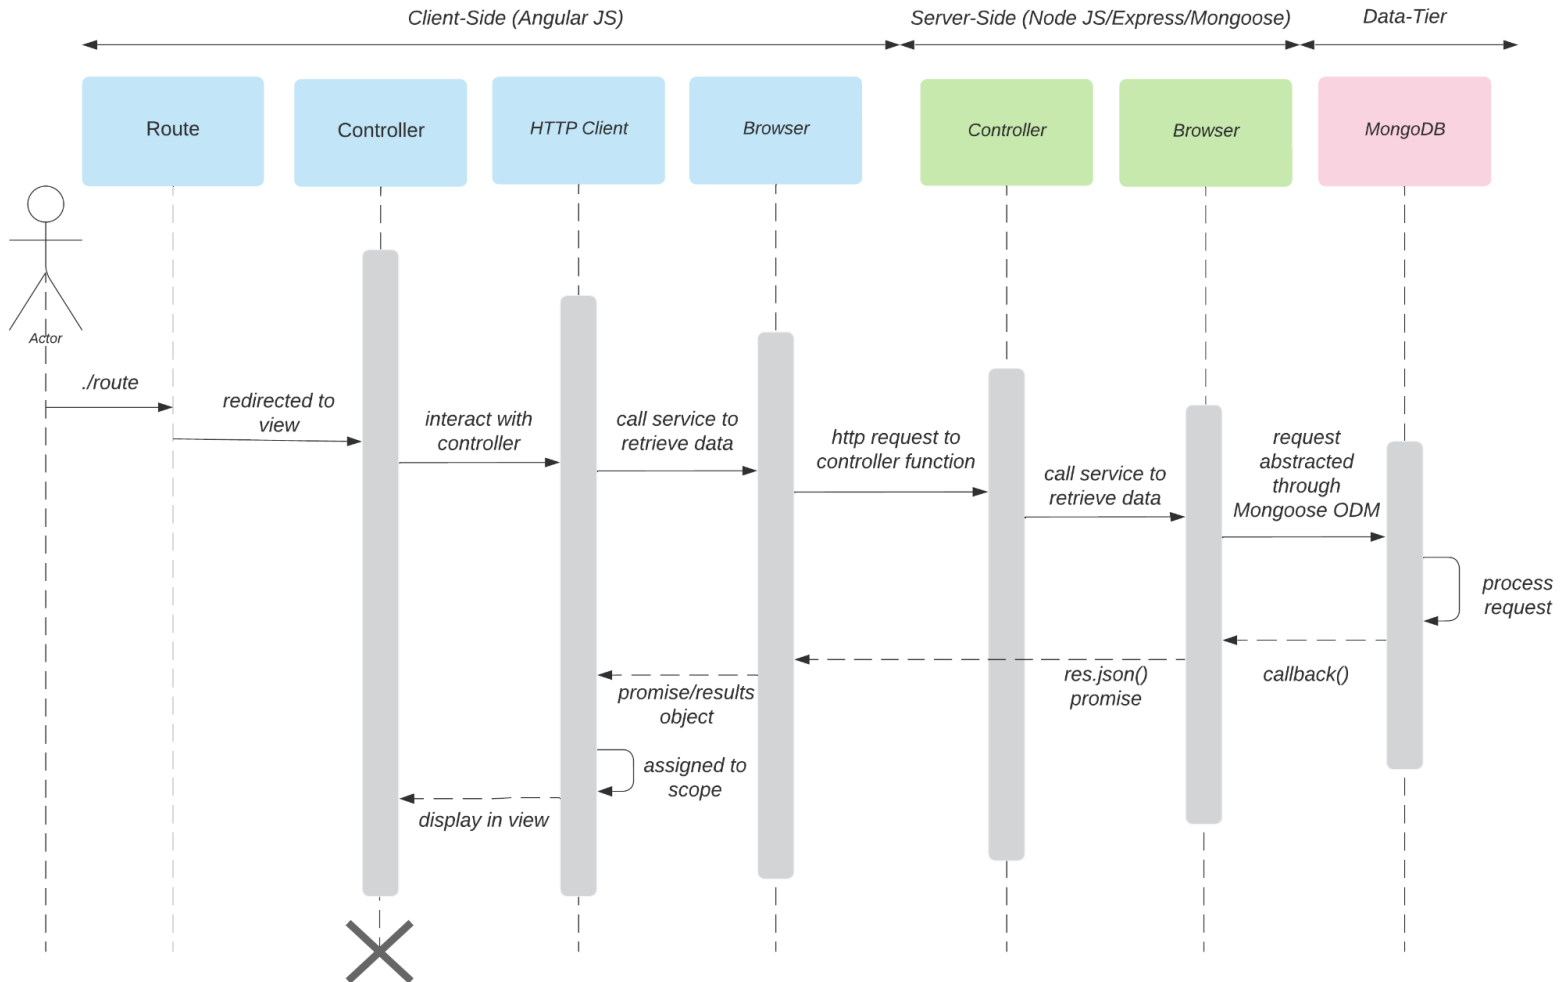 Client-Side (Angular JS)
Server-Side (Node JS/Express/Mongoose)
Data-Tier
Route
Controller
HTTP Client
Browser
Controller
Browser
MongoDB
Actor
./route
redirected to
view
interact with
controller
call service to
retrieve data
http request to
controller function
call service to
retrieve data
request
abstracted
through
Mongoose ODM
process
request
callback()
res.json()
promise
promise/results
object
assigned to
scope
display in view